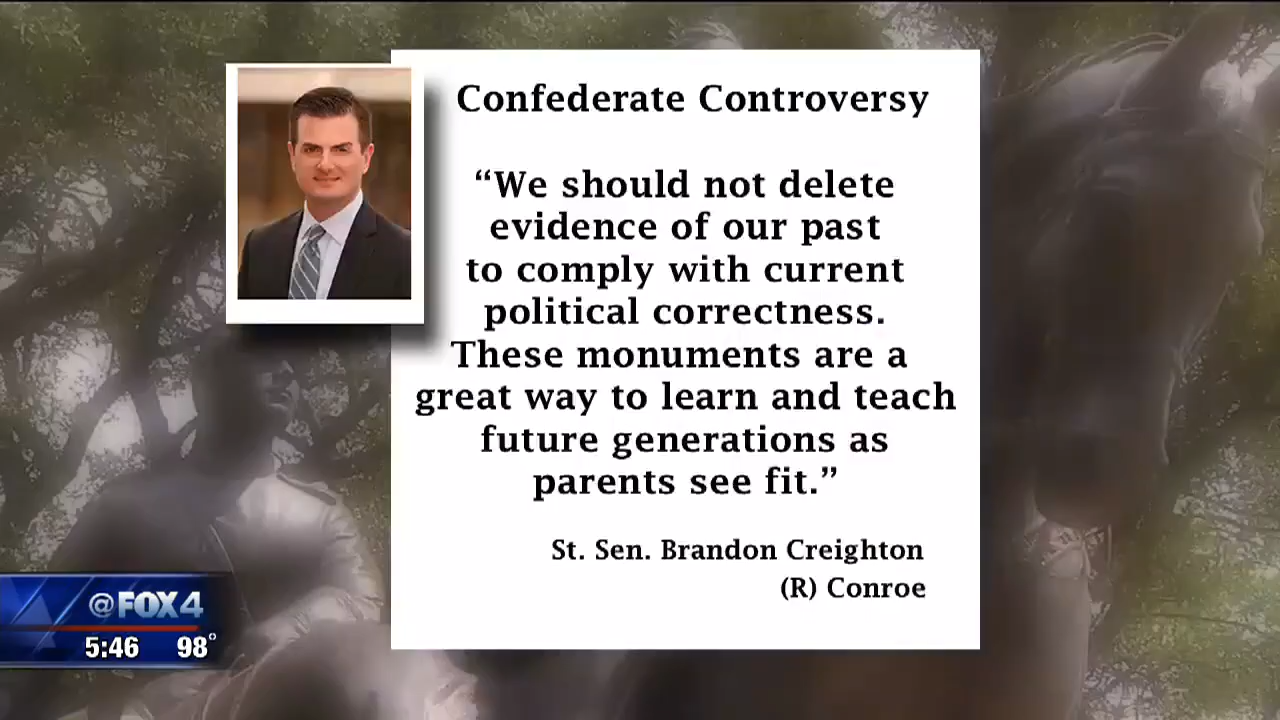 Confederate Controversy
“We should not delete
evidence of our past
to comply with current
political correctness.
These monuments are a
great way to learn and teach
future generations as
parents see fit.”
St. Sen. Brandon Creighton
(R) Conroe
@FOX4
5:46 98°